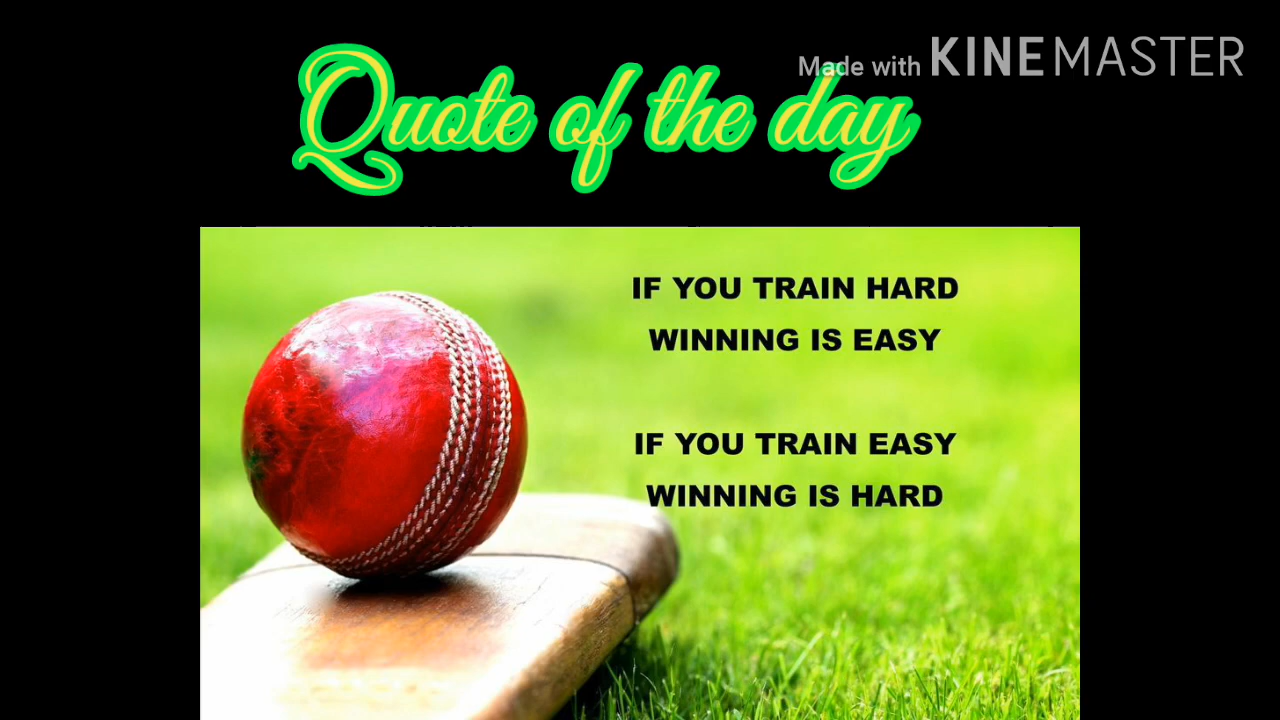 Made with KINEMASTER
Quote of the day
IF YOU TRAIN HARD
WINNING IS EASY
IF YOU TRAIN EASY
WINNING IS HARD